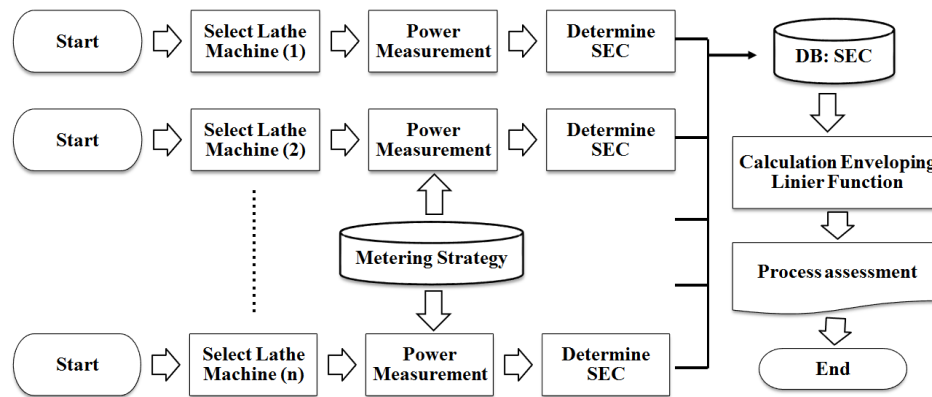 Start
Select Lathe
Machine (1)
Power
Measurement
Determine
SEC
DB: SEC
Start
Select Lathe
Machine (2)
Power
Measurement
Determine
SEC
Calculation Enveloping
Linier Function
Metering Strategy
Process assessment
Start
Select Lathe
Machine (n)
Power
Measurement
Determine
SEC
End